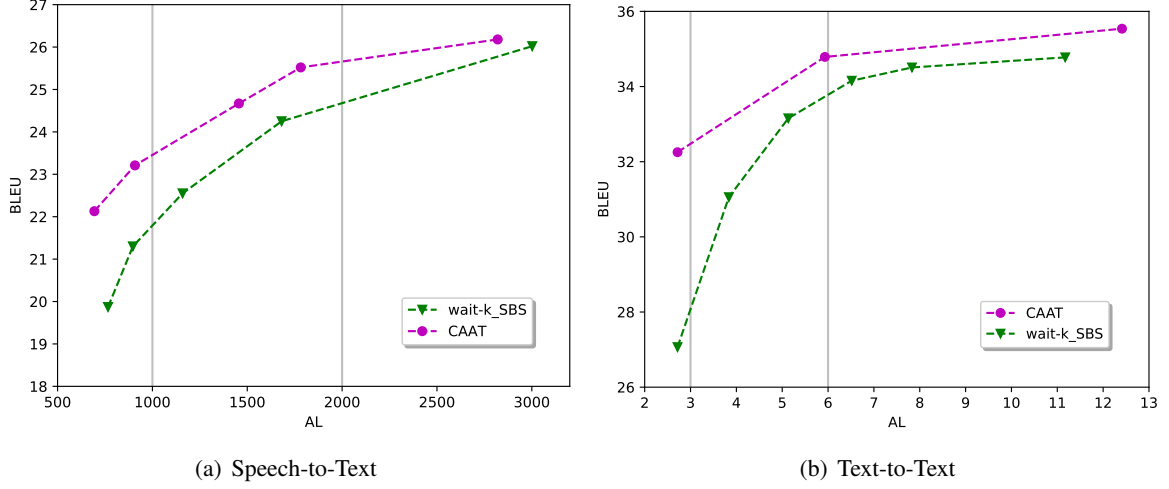 27
26
25
24
23
22
21
20
19
18
BLEU
500 1000 1500 2000 2500 3000
AL
wait-k_SBS
CAAT
(a) Speech-to-Text
36
34
32
30
28
26
BLEU
2 3 4 5 6 7 8 9 10 11 12 13
AL
CAAT
wait-k_SBS
(b) Text-to-Text